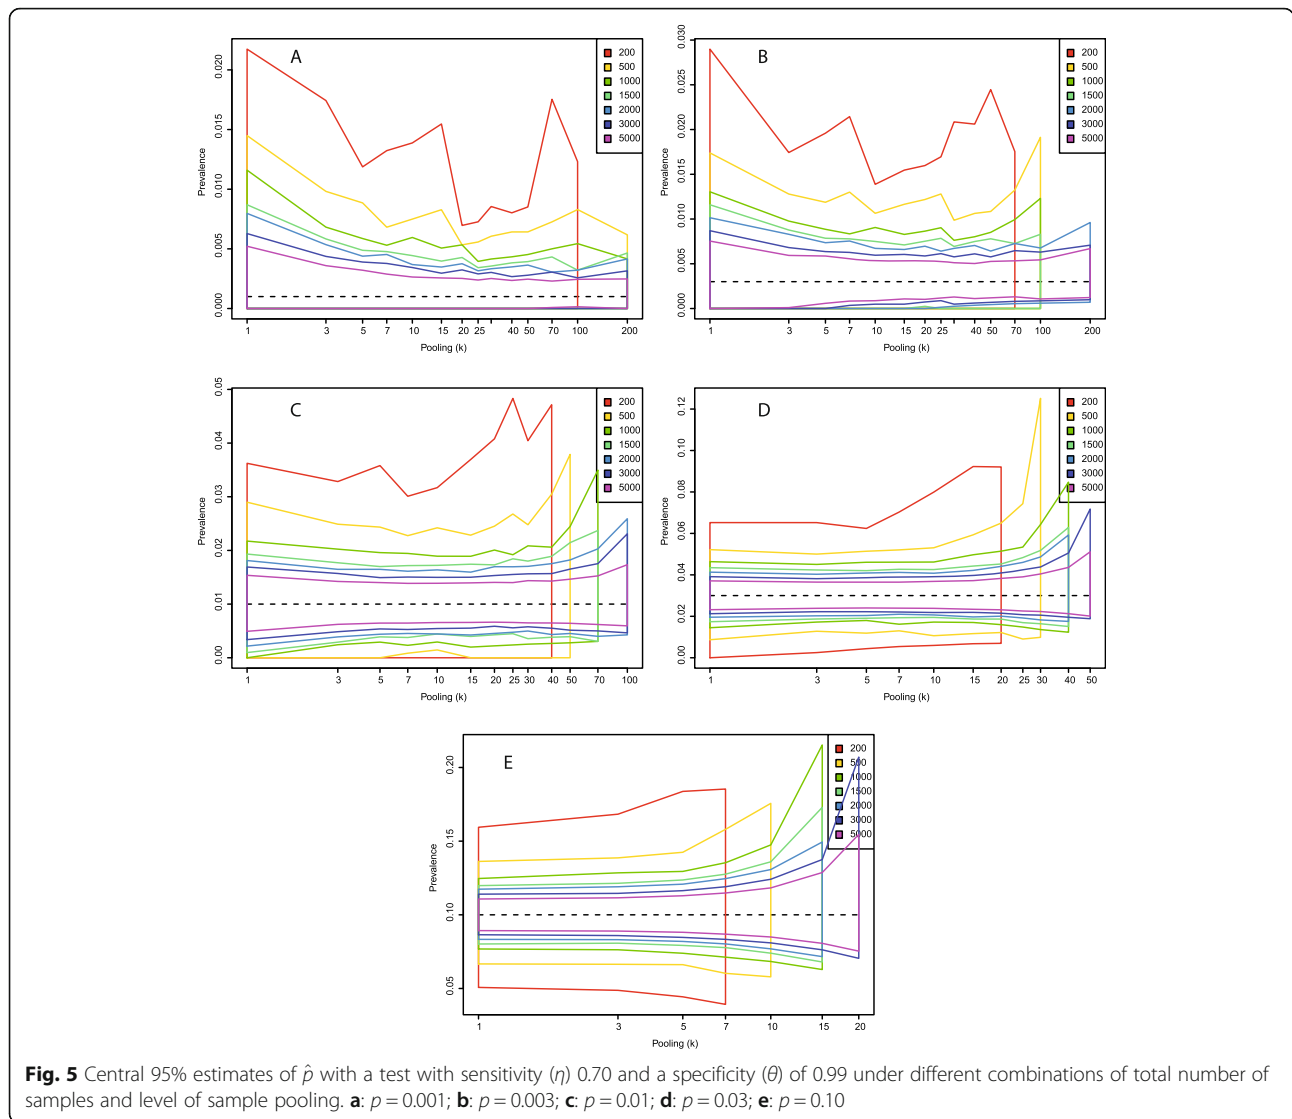 A
200
500
1000
1500
2000
3000
5000
Prevalence
0.000 0.005 0.010 0.015 0.020
1 3 5 7 10 15 20 25 40 50 70 100 200
Pooling (k)
B
200
500
1000
1500
2000
3000
5000
Prevalence
0.000 0.005 0.010 0.015 0.020 0.025 0.030
1 3 5 7 10 15 20 25 40 50 70 100 200
Pooling (k)
C
200
500
1000
1500
2000
3000
5000
Prevalence
0.00 0.01 0.02 0.03 0.04 0.05
1 3 5 7 10 15 20 25 30 40 50 70 100
Pooling (k)
D
200
500
1000
1500
2000
3000
5000
Prevalence
0.00 0.02 0.04 0.06 0.08 0.10 0.12
1 3 5 7 10 15 20 25 30 40 50
Pooling (k)
E
200
500
1000
1500
2000
3000
5000
Prevalence
0.05 0.10 0.15 0.20
1 3 5 7 10 15 20
Pooling (k)
Fig. 5 Central 95% estimates of p̂ with a test with sensitivity (η) 0.70 and a specificity (θ) of 0.99 under different combinations of total number of
samples and level of sample pooling. a: p = 0.001; b: p = 0.003; c: p = 0.01; d: p = 0.03; e: p = 0.10